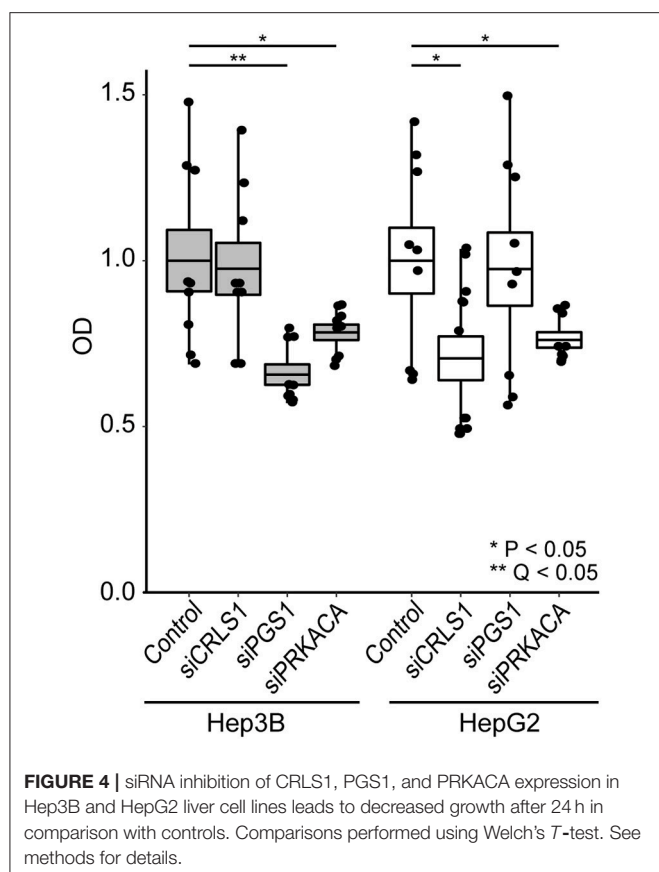 * *
** *
1.5
1.0
OD
0.5
* P < 0.05
** Q < 0.05
0.0
Control siCRLS1 siPGS1 siPRKACA Control siCRLS1 siPGS1 siPRKACA
Hep3B HepG2
FIGURE 4 | siRNA inhibition of CRLS1, PGS1, and PRKACA expression in
Hep3B and HepG2 liver cell lines leads to decreased growth after 24 h in
comparison with controls. Comparisons performed using Welch's T-test. See
methods for details.